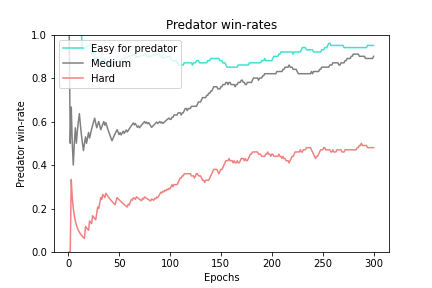 Predator win-rates
Easy for predator
Medium
Hard
Predator win-rate
1.0
0.8
0.6
0.4
0.2
0.0
0
50
100
150
200
250
300
Epochs